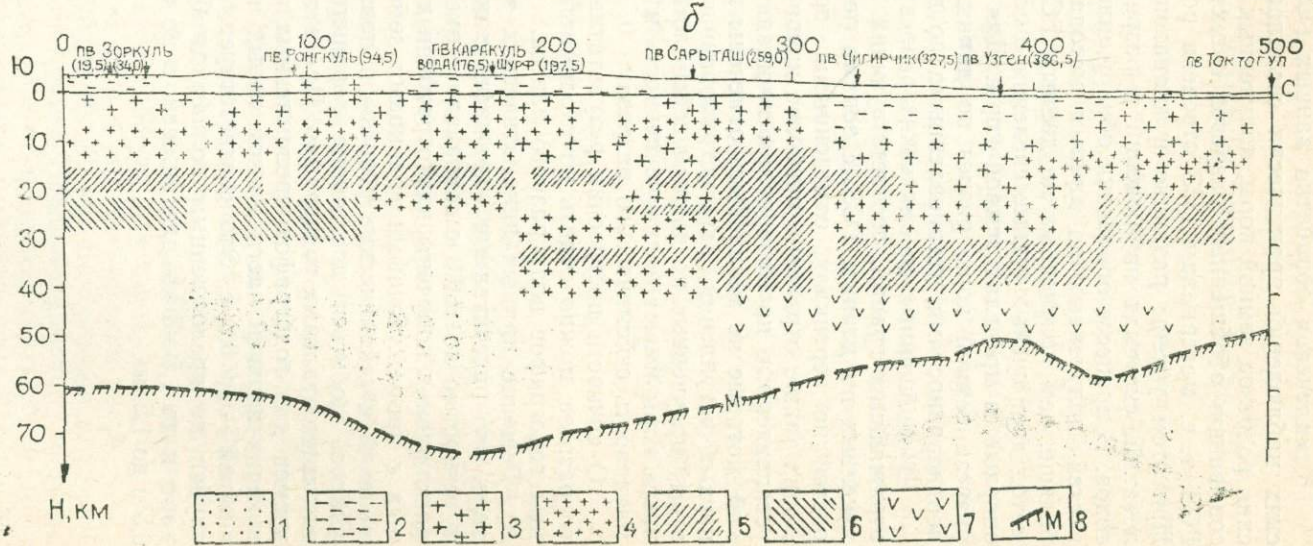 б
0 100 200 300 400 500
пв Зоркуль пв Рангкуль(94,5) пв Каракуль пв Сарыташ(259,0) пв Чигирчик(327,5) пв Узген(386,5) пв Токтогул
(19,5)и(34,0) вода(176,5)и шурф(197,5)
Ю С
0
10
20
30
40
50
60
70
М
Н, км
1 2 3 4 5 6 7 М 8